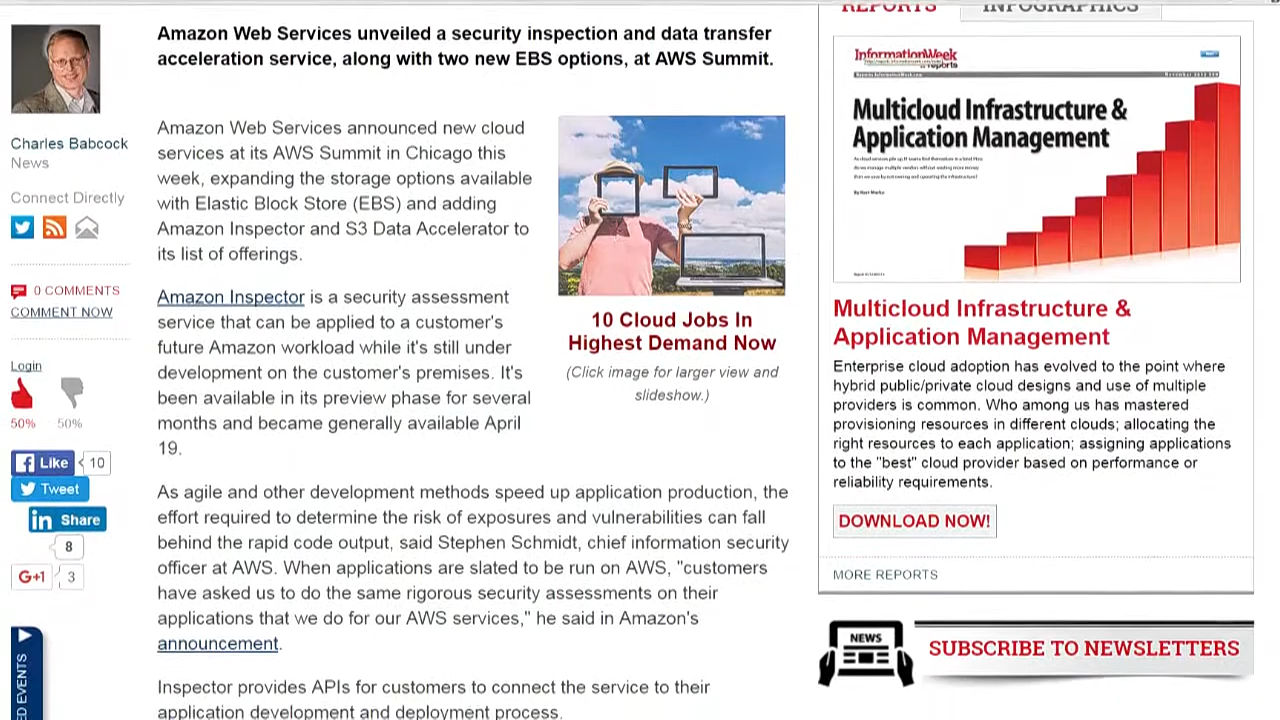 Amazon Web Services unveiled a security inspection and data transfer
acceleration service, along with two new EBS options, at AWS Summit.
Charles Babcock
News
Connect Directly
0 COMMENTS
COMMENT NOW
Login
50% 50%
Like 10
Tweet
in Share
8
G+1 3
ED EVENTS
Amazon Web Services announced new cloud
services at its AWS Summit in Chicago this
week, expanding the storage options available
with Elastic Block Store (EBS) and adding
Amazon Inspector and S3 Data Accelerator to
its list of offerings.
Amazon Inspector is a security assessment
service that can be applied to a customer's
future Amazon workload while it's still under
development on the customer's premises. It's
been available in its preview phase for several
months and became generally available April
19.
10 Cloud Jobs In
Highest Demand Now
(Click image for larger view and
slideshow.)
As agile and other development methods speed up application production, the
effort required to determine the risk of exposures and vulnerabilities can fall
behind the rapid code output, said Stephen Schmidt, chief information security
officer at AWS. When applications are slated to be run on AWS, "customers
have asked us to do the same rigorous security assessments on their
applications that we do for our AWS services," he said in Amazon's
announcement.
Inspector provides APIs for customers to connect the service to their
application development and deployment process.
REPORTS INFOGRAPHICS
InformationWeek
reports
Multicloud Infrastructure &
Application Management
Multicloud Infrastructure &
Application Management
Enterprise cloud adoption has evolved to the point where
hybrid public/private cloud designs and use of multiple
providers is common. Who among us has mastered
provisioning resources in different clouds; allocating the
right resources to each application; assigning applications
to the "best" cloud provider based on performance or
reliability requirements.
DOWNLOAD NOW!
MORE REPORTS
NEWS
SUBSCRIBE TO NEWSLETTERS